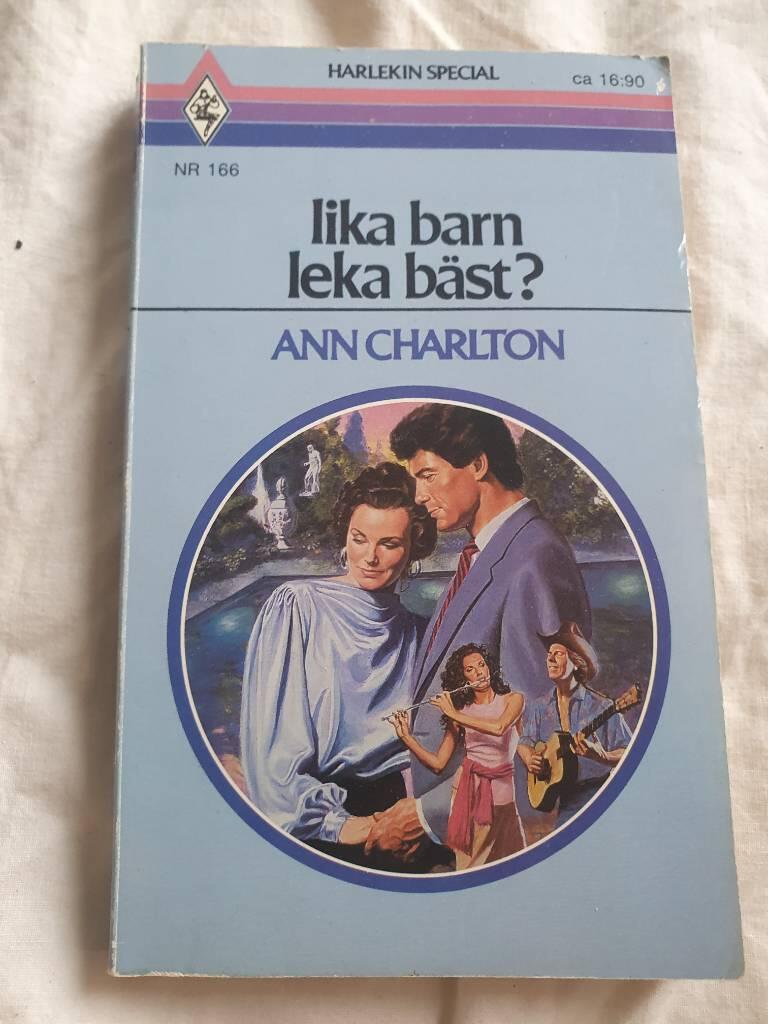 HARLEKIN SPECIAL
ca 16:90
NR 166
lika barn
leka bäst?
ANN CHARLTON